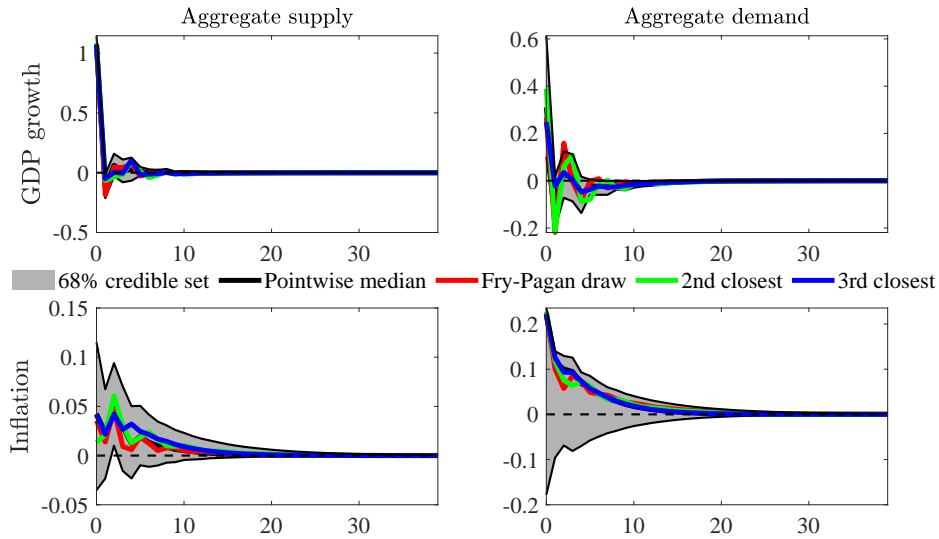 Aggregate supply
Aggregate demand
GDP growth
1
0.5
0
-0.5
0 10 20 30
0.6
0.4
0.2
0
-0.2
0 10 20 30
68% credible set Pointwise median Fry-Pagan draw 2nd closest 3rd closest
Inflation
0.15
0.1
0.05
0
-0.05
0 10 20 30
0.2
0.1
0
-0.1
-0.2
0 10 20 30